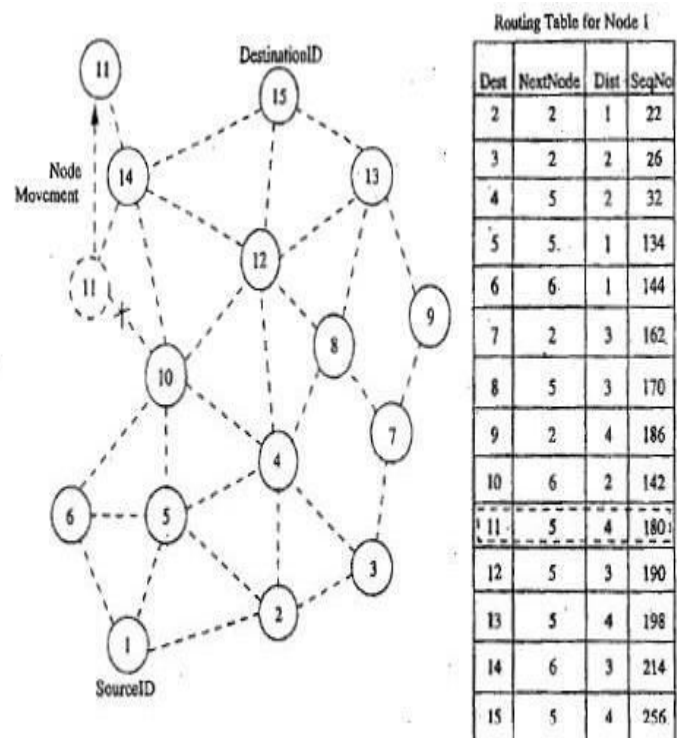 Routing Table for Node 1
DestinationID
11
15
14
13
Node
Movement
12
11
9
8
10
7
4
6
5
3
2
1
SourceID
Dest NextNode Dist SeqNo
2 2 1 22
3 2 2 26
4 5 2 32
5 5 1 134
6 6 1 144
7 2 3 162
8 5 3 170
9 2 4 186
10 6 2 142
11 5 4 180
12 5 3 190
13 5 4 198
14 6 3 214
15 5 4 256